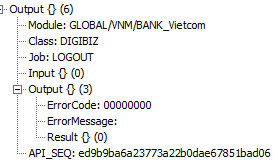 Output {} (6)
Module: GLOBAL/VNM/BANK_Vietcom
Class: DIGIBIZ
Job: LOGOUT
Input {} (0)
Output {} (3)
ErrorCode: 00000000
ErrorMessage:
Result {} (0)
API_SEQ: ed9b9ba6a23773a22b0dae67851bad06